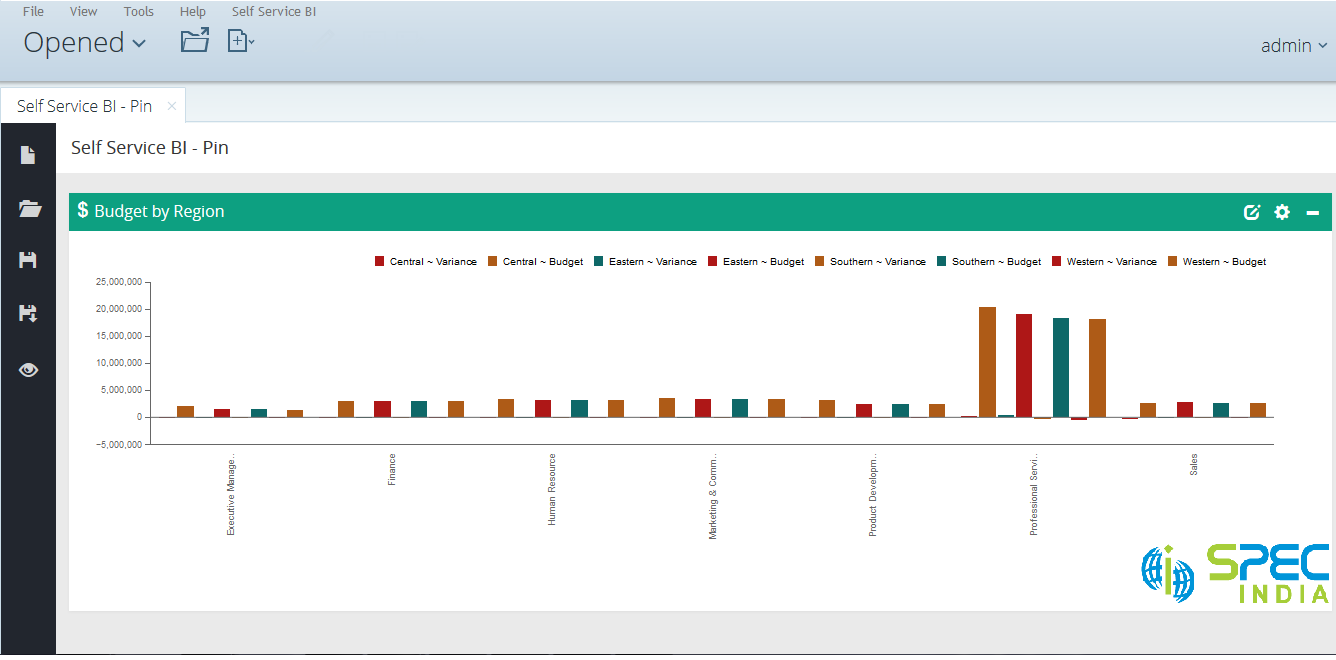 File View Tools Help Self Service BI
Opened
admin
Self Service BI - Pin ×
Self Service BI - Pin
$ Budget by Region
Central ~ Variance Central ~ Budget Eastern ~ Variance Eastern ~ Budget Southern ~ Variance Southern ~ Budget Western ~ Variance Western ~ Budget
25,000,000
20,000,000
15,000,000
10,000,000
5,000,000
0
−5,000,000
Executive Manage..
Finance
Human Resource
Marketing & Comm..
Product Developm..
Professional Servi..
Sales
SPEC
INDIA